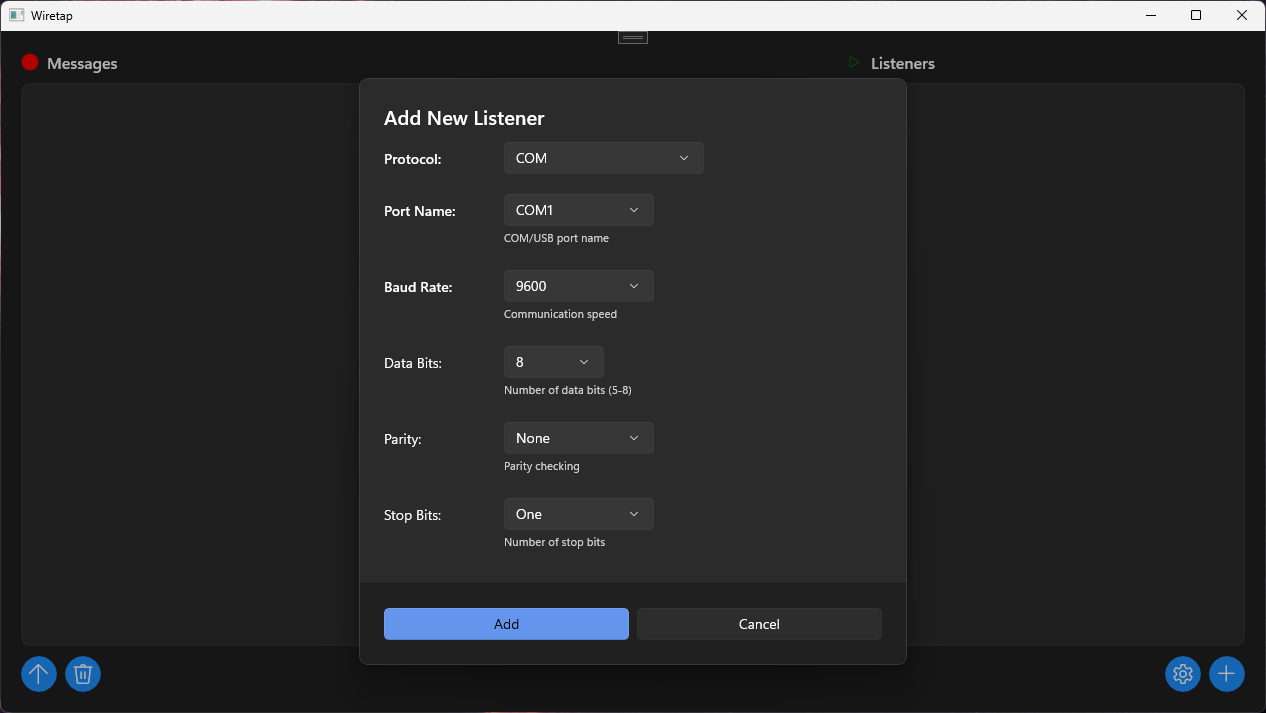 Wiretap
Messages
Listeners
Add New Listener
Protocol: COM
Port Name: COM1
COM/USB port name
Baud Rate: 9600
Communication speed
Data Bits: 8
Number of data bits (5-8)
Parity: None
Parity checking
Stop Bits: One
Number of stop bits
Add Cancel